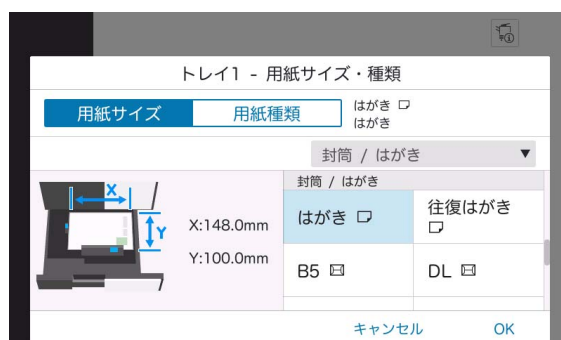 トレイ1 - 用紙サイズ・種類
用紙サイズ
用紙種類
はがき
はがき
封筒 / はがき
封筒 / はがき
X
Y
X:148.0mm
Y:100.0mm
はがき
往復はがき
B5
DL
キャンセル
OK